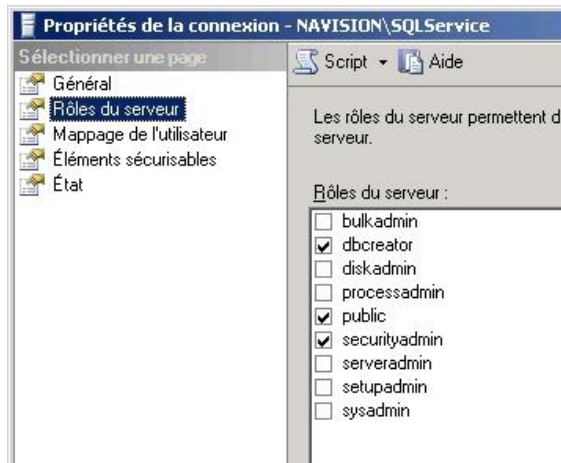 Propriétés de la connexion - NAVISION\SQLService
Sélectionner une page
Général
Rôles du serveur
Mappage de l'utilisateur
Éléments sécurisables
État
Script
Aide
Les rôles du serveur permettent d
serveur.
Rôles du serveur :
bulkadmin
dbcreator
diskadmin
processadmin
public
securityadmin
serveradmin
setupadmin
sysadmin